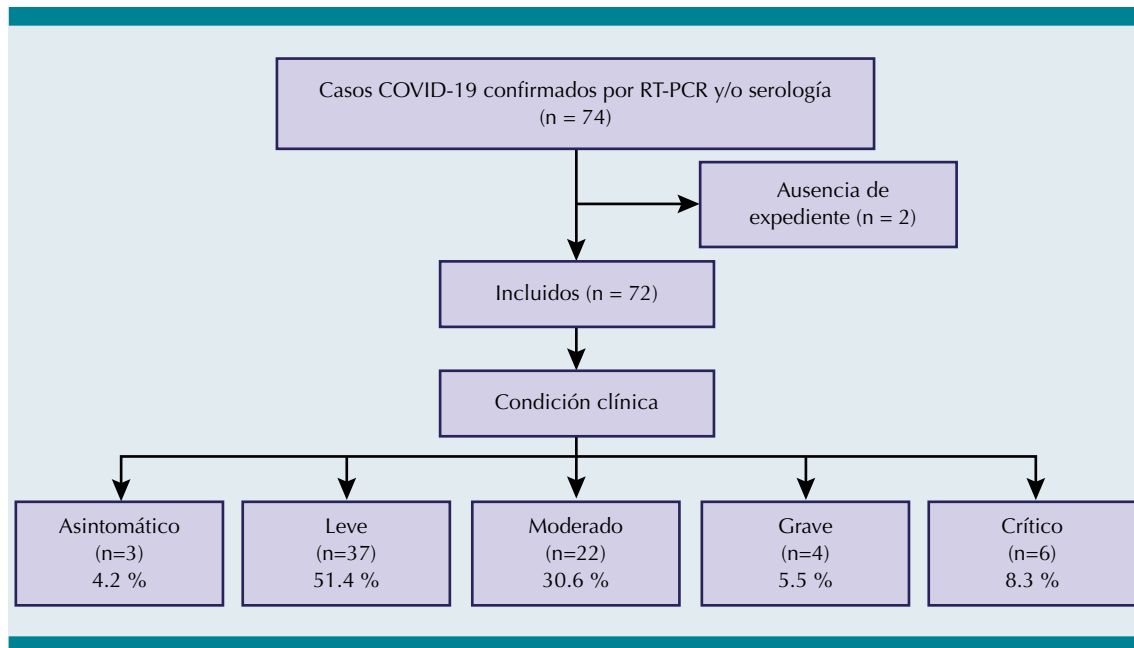 Casos COVID-19 confirmados por RT-PCR y/o serología
(n = 74)
Ausencia de
expediente (n = 2)
Incluidos (n = 72)
Condición clínica
Asintomático
(n=3)
4.2 %
Leve
(n=37)
51.4 %
Moderado
(n=22)
30.6 %
Grave
(n=4)
5.5 %
Crítico
(n=6)
8.3 %